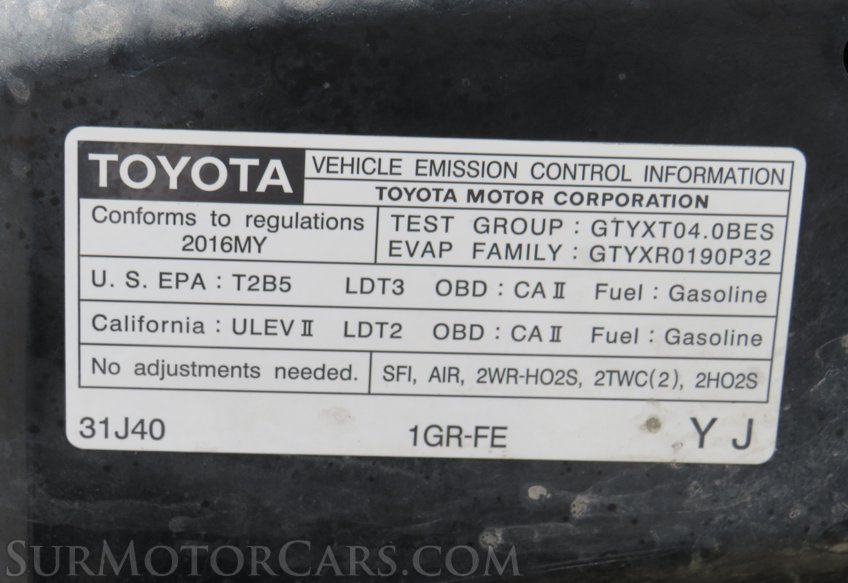 TOYOTA
VEHICLE EMISSION CONTROL INFORMATION
TOYOTA MOTOR CORPORATION
Conforms to regulations
2016MY
TEST GROUP : GTYXT04.0BES
EVAP FAMILY : GTYXR0190P32
U. S. EPA : T2B5 LDT3 OBD : CA II Fuel : Gasoline
California : ULEV II LDT2 OBD : CA II Fuel : Gasoline
No adjustments needed.
SFI, AIR, 2WR-HO2S, 2TWC(2), 2HO2S
31J40 1GR-FE Y J
SurMotorCars.com